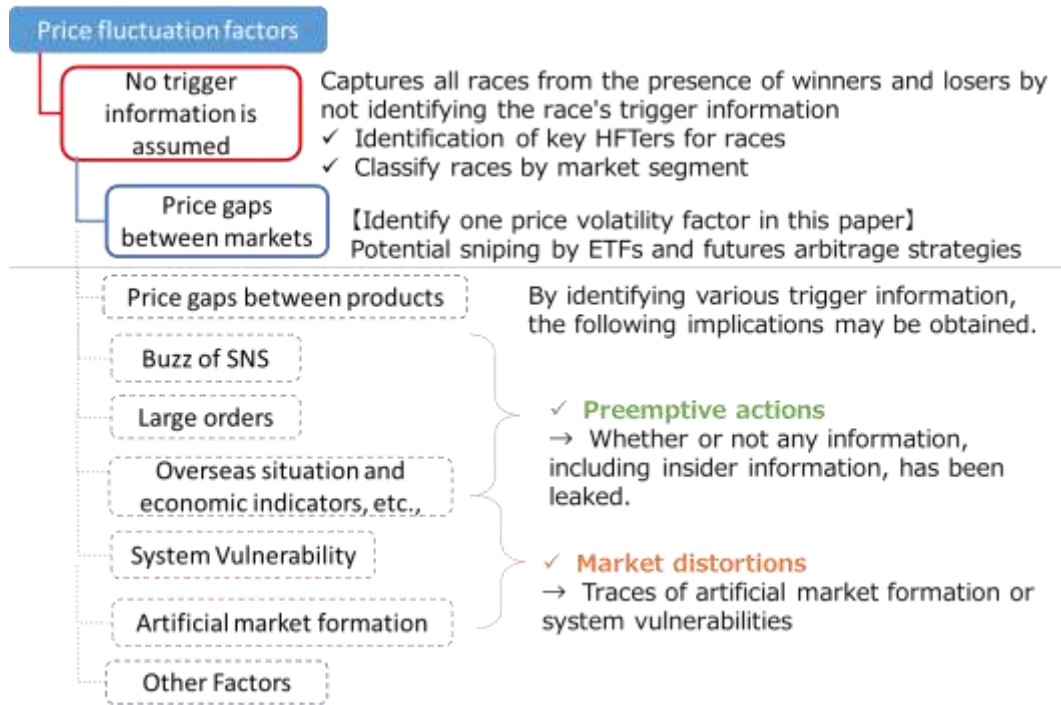 Price fluctuation factors
No trigger
information is
assumed
Captures all races from the presence of winners and losers by
not identifying the race's trigger information
✓ Identification of key HFTers for races
✓ Classify races by market segment
Price gaps
between markets
【Identify one price volatility factor in this paper】
Potential sniping by ETFs and futures arbitrage strategies
Price gaps between products
By identifying various trigger information,
the following implications may be obtained.
Buzz of SNS
Large orders
Overseas situation and
economic indicators, etc.,
✓ Preemptive actions
→ Whether or not any information,
including insider information, has been
leaked.
System Vulnerability
Artificial market formation
✓ Market distortions
→ Traces of artificial market formation or
system vulnerabilities
Other Factors